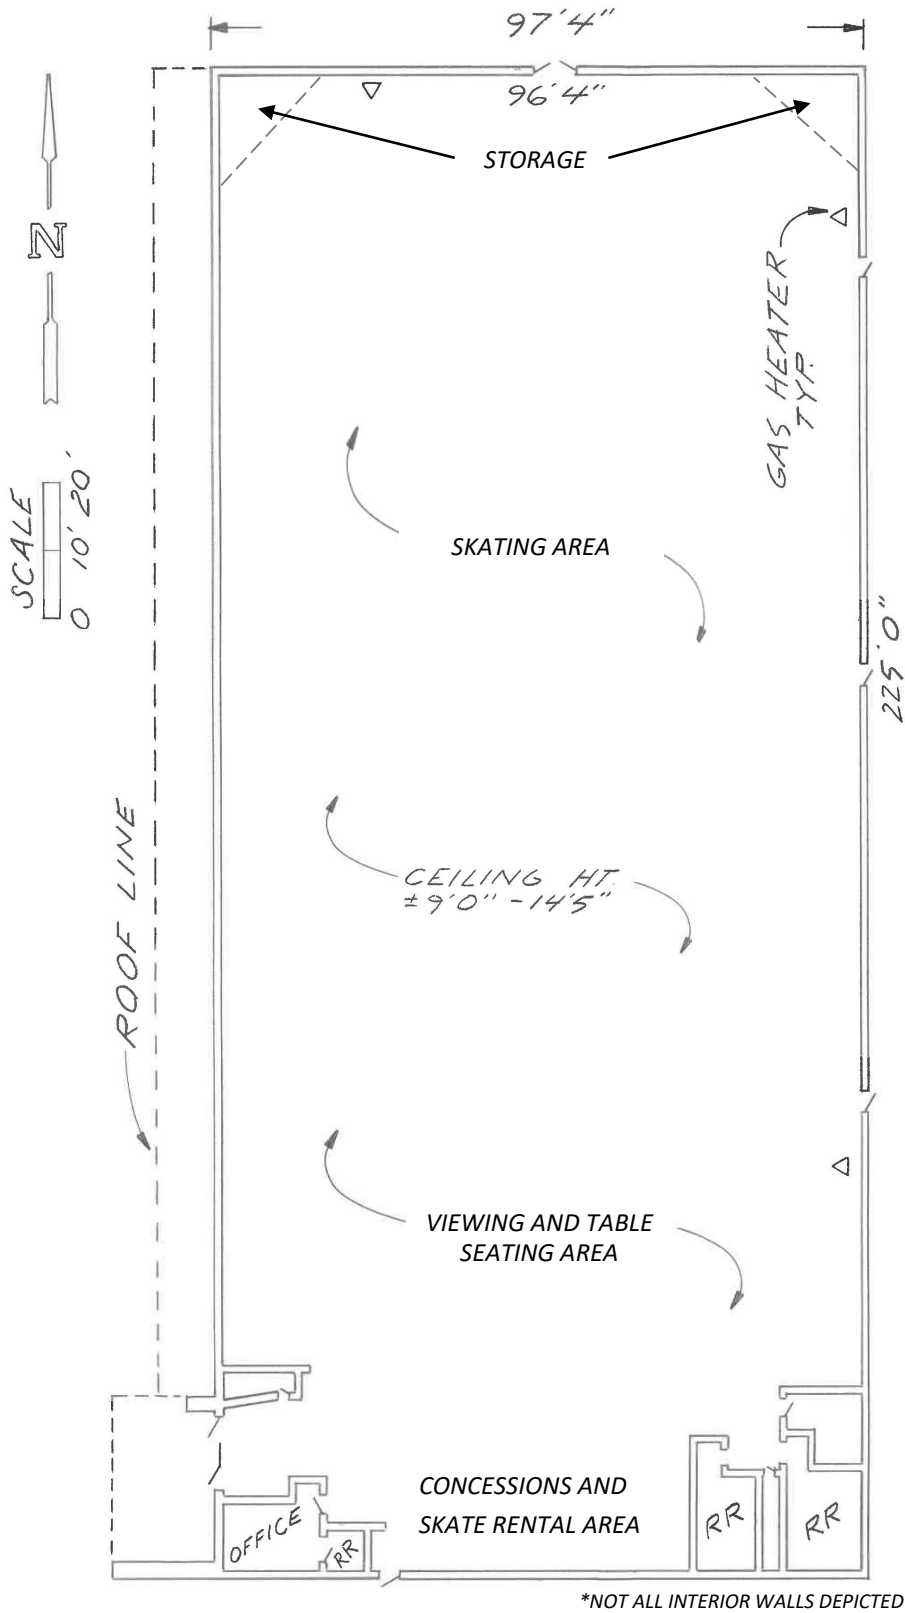 97'4"
96'4"
STORAGE
N
GAS HEATER
TYP.
SCALE
0 10' 20'
SKATING AREA
225'0"
CEILING HT.
±9'0" - 14'5"
ROOF LINE
VIEWING AND TABLE
SEATING AREA
CONCESSIONS AND
SKATE RENTAL AREA
OFFICE
RR
RR
RR
*NOT ALL INTERIOR WALLS DEPICTED